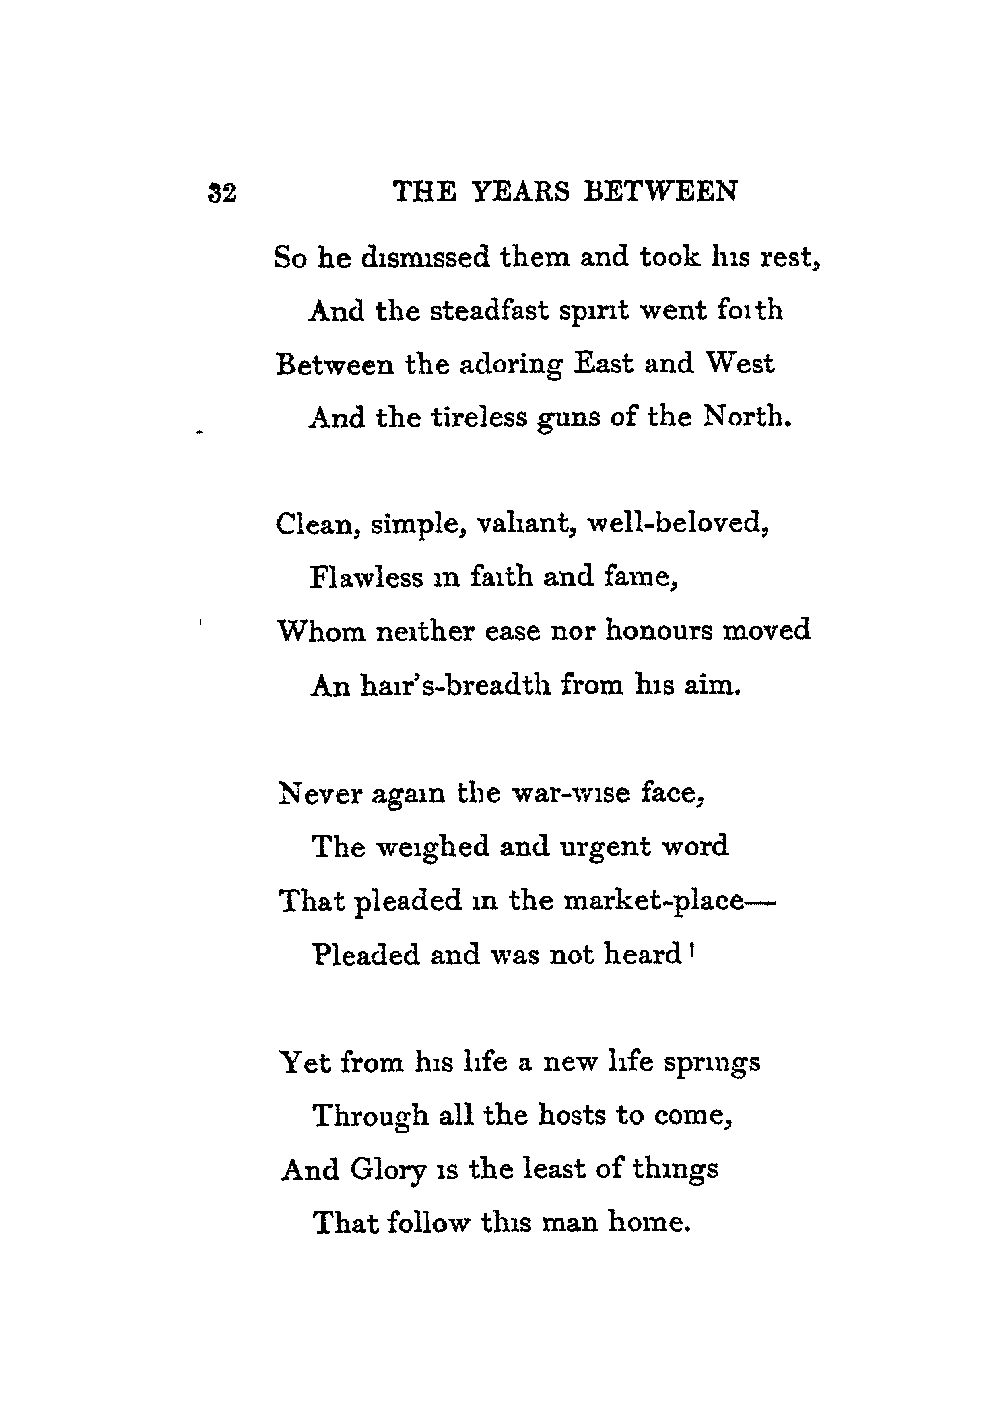 32 THE YEARS BETWEEN
So he dismissed them and took his rest,
And the steadfast spirit went forth
Between the adoring East and West
And the tireless guns of the North.
Clean, simple, valiant, well-beloved,
Flawless in faith and fame,
Whom neither ease nor honours moved
An hair's-breadth from his aim.
Never again the war-wise face,
The weighed and urgent word
That pleaded in the market-place—
Pleaded and was not heard!
Yet from his life a new life springs
Through all the hosts to come,
And Glory is the least of things
That follow this man home.